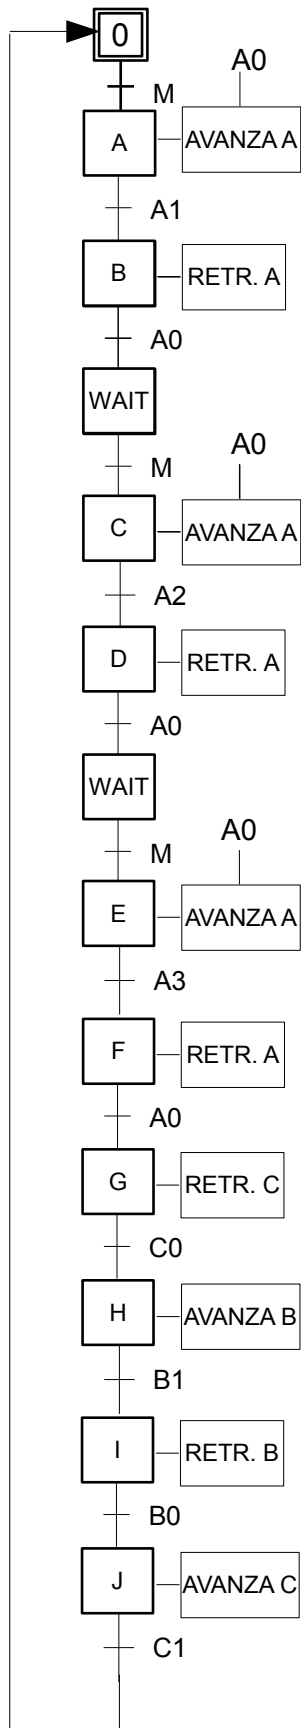 0
M
A0
A
AVANZA A
A1
B
RETR. A
A0
WAIT
M
A0
C
AVANZA A
A2
D
RETR. A
A0
WAIT
M
A0
E
AVANZA A
A3
F
RETR. A
A0
G
RETR. C
C0
H
AVANZA B
B1
I
RETR. B
B0
J
AVANZA C
C1